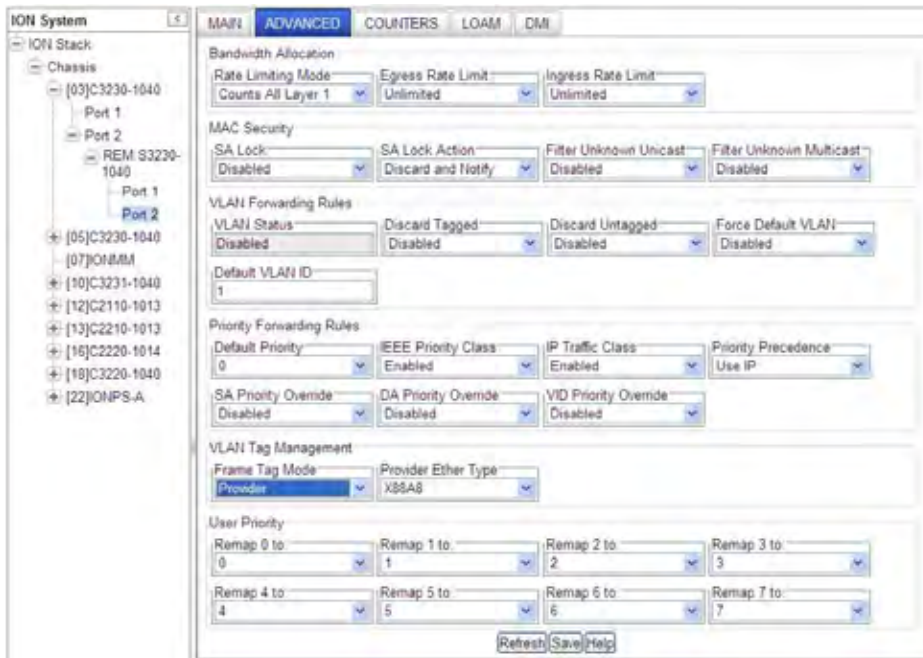 ION System
ION Stack
Chassis
[03]C3230-1040
Port 1
Port 2
REM S3230-
1040
Port 1
Port 2
[05]C3230-1040
[07]IONMM
[10]C3231-1040
[12]C2110-1013
[13]C2210-1013
[16]C2220-1014
[18]C3220-1040
[22]IONPS-A
MAIN ADVANCED COUNTERS LOAM DMI
Bandwidth Allocation
Rate Limiting Mode Egress Rate Limit Ingress Rate Limit
Counts All Layer 1 Unlimited Unlimited
MAC Security
SA Lock SA Lock Action Filter Unknown Unicast Filter Unknown Multicast
Disabled Discard and Notify Disabled Disabled
VLAN Forwarding Rules
VLAN Status Discard Tagged Discard Untagged Force Default VLAN
Disabled Disabled Disabled Disabled
Default VLAN ID
1
Priority Forwarding Rules
Default Priority IEEE Priority Class IP Traffic Class Priority Precedence
0 Enabled Enabled Use IP
SA Priority Override DA Priority Override VID Priority Override
Disabled Disabled Disabled
VLAN Tag Management
Frame Tag Mode Provider Ether Type
Provider X88A8
User Priority
Remap 0 to Remap 1 to Remap 2 to Remap 3 to
0 1 2 3
Remap 4 to Remap 5 to Remap 6 to Remap 7 to
4 5 6 7
Refresh Save Help